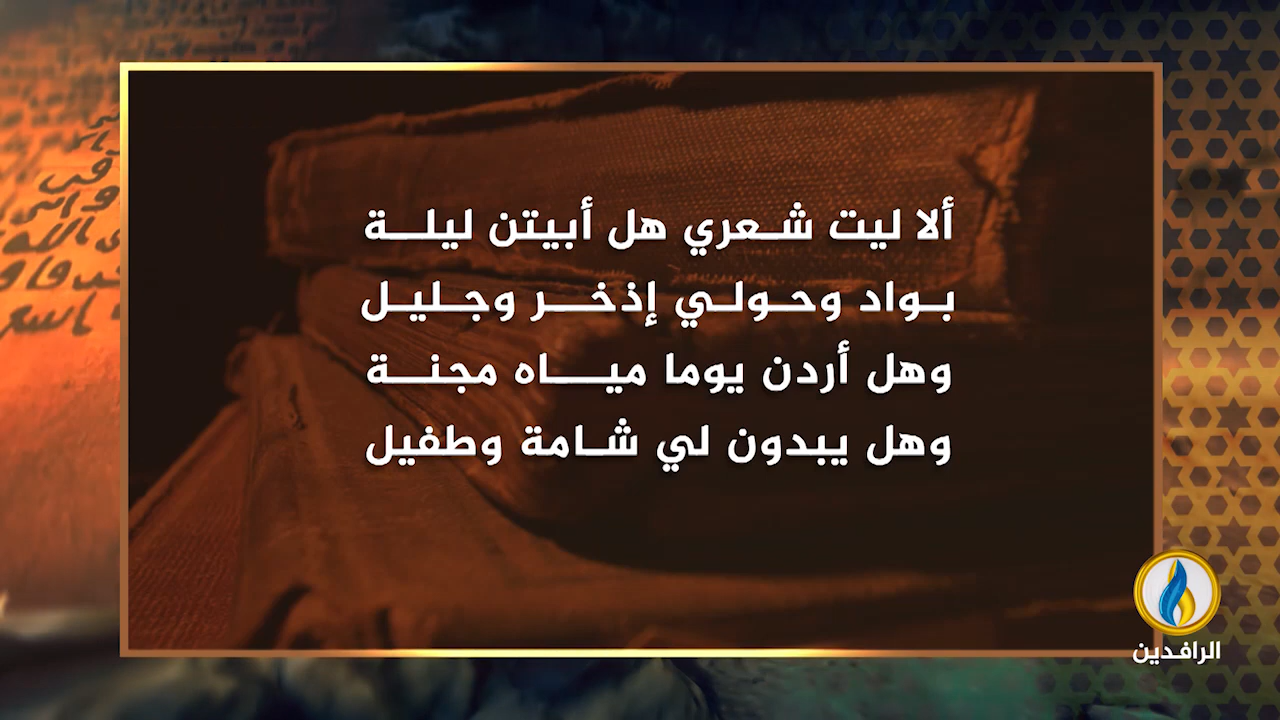 ألا ليت شعري هل أبيتن ليلة
بواد وحولي إذخر وجليل
وهل أردن يوما مياه مجنة
وهل يبدون لي شامة وطفيل
الرافدين